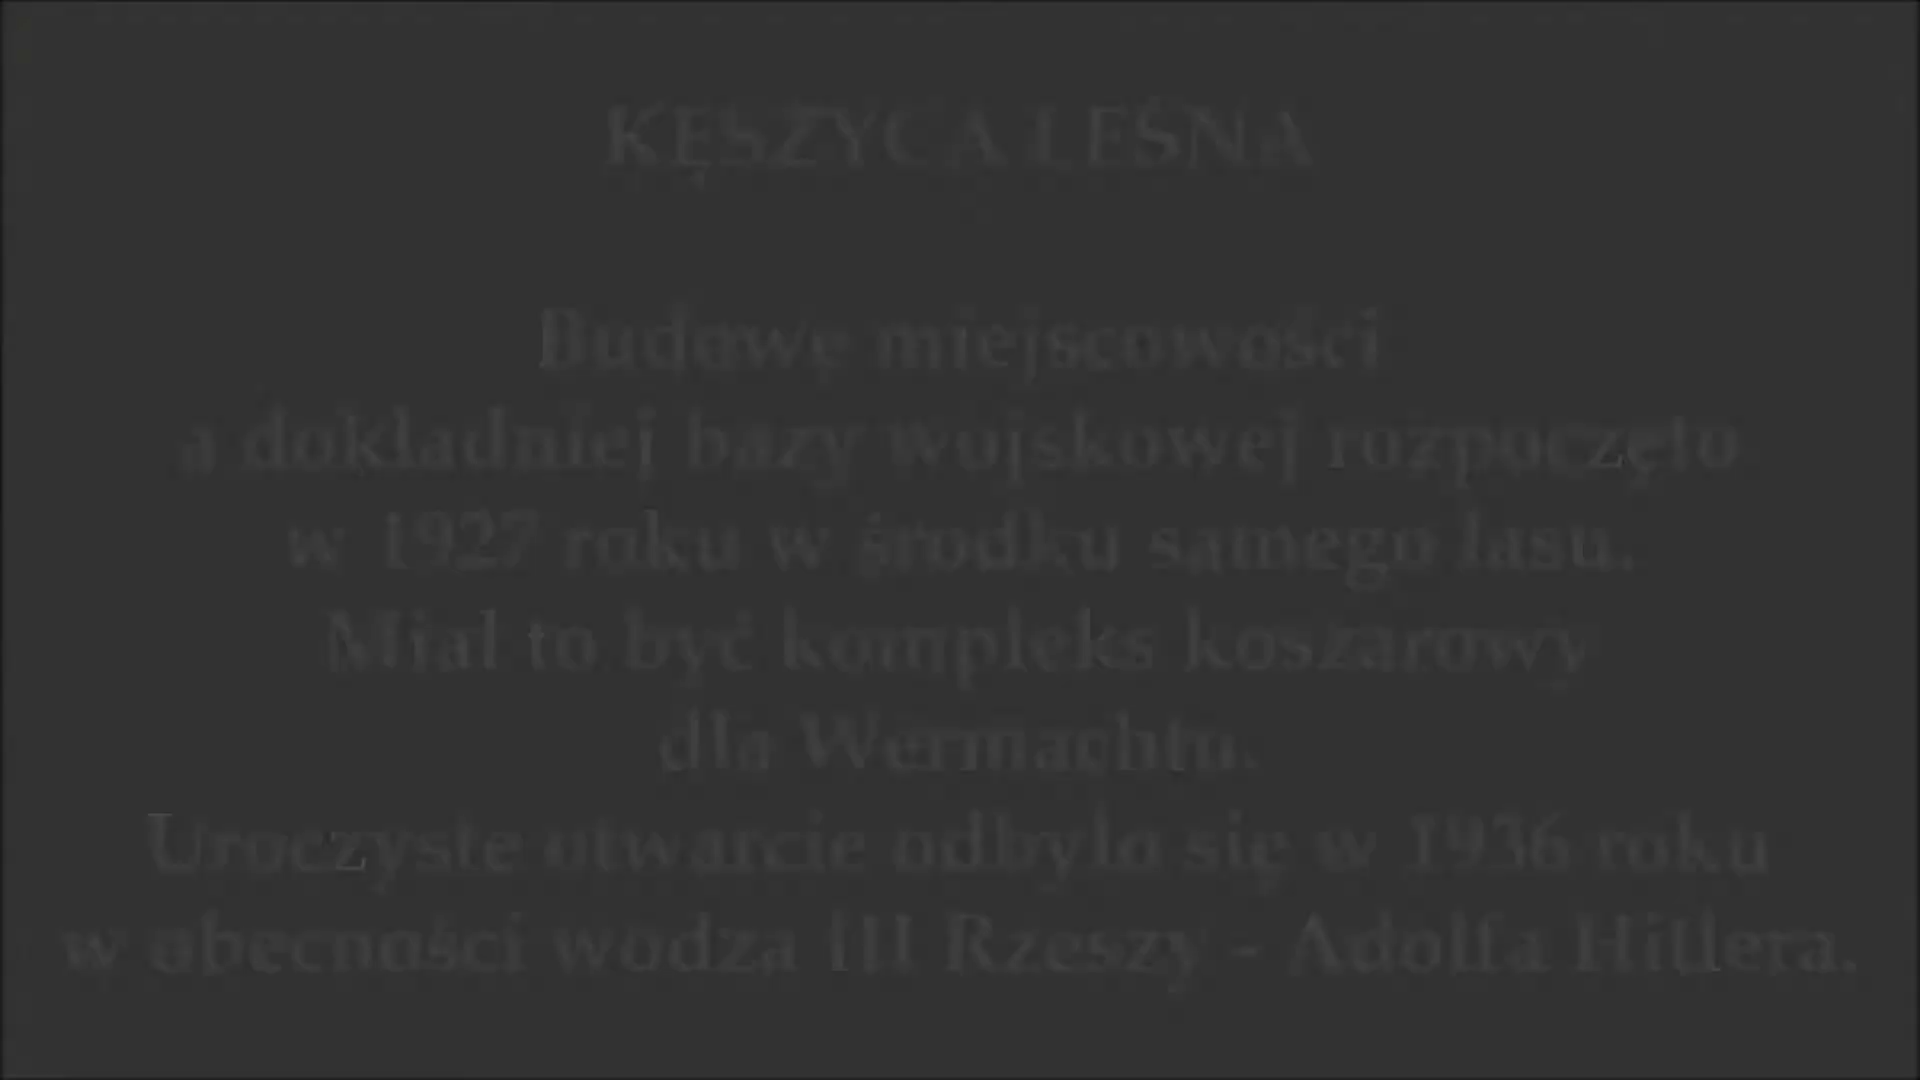 KĘSZYCA LEŚNA
Budowę miejscowości
a dokładniej bazy wojskowej rozpoczęto
w 1927 roku w środku samego lasu.
Miał to być kompleks koszarowy
dla Wermachtu.
Uroczyste otwarcie odbyło się w 1936 roku
w obecności wodza III Rzeszy - Adolfa Hitlera.